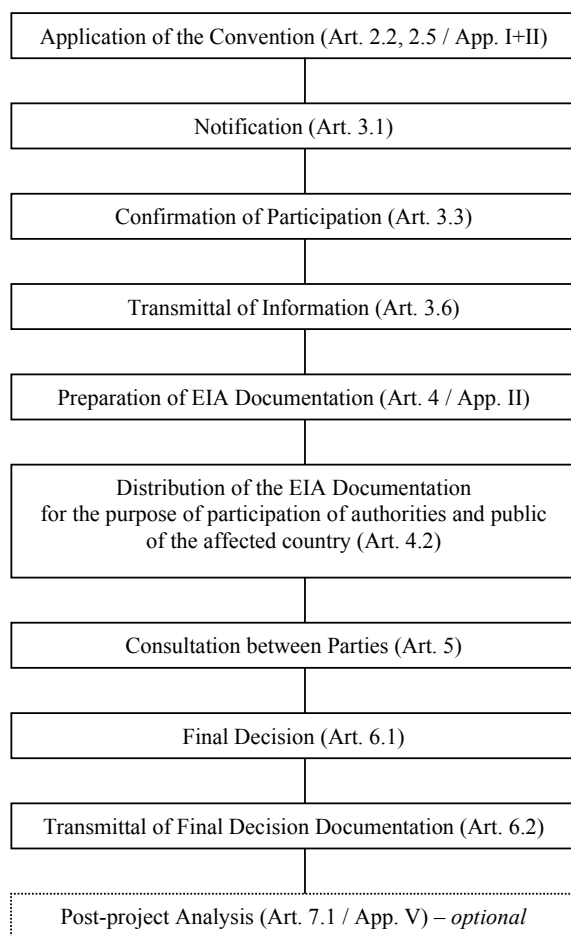 Application of the Convention (Art. 2.2, 2.5 / App. I+II)
Notification (Art. 3.1)
Confirmation of Participation (Art. 3.3)
Transmittal of Information (Art. 3.6)
Preparation of EIA Documentation (Art. 4 / App. II)
Distribution of the EIA Documentation
for the purpose of participation of authorities and public
of the affected country (Art. 4.2)
Consultation between Parties (Art. 5)
Final Decision (Art. 6.1)
Transmittal of Final Decision Documentation (Art. 6.2)
Post-project Analysis (Art. 7.1 / App. V) – optional